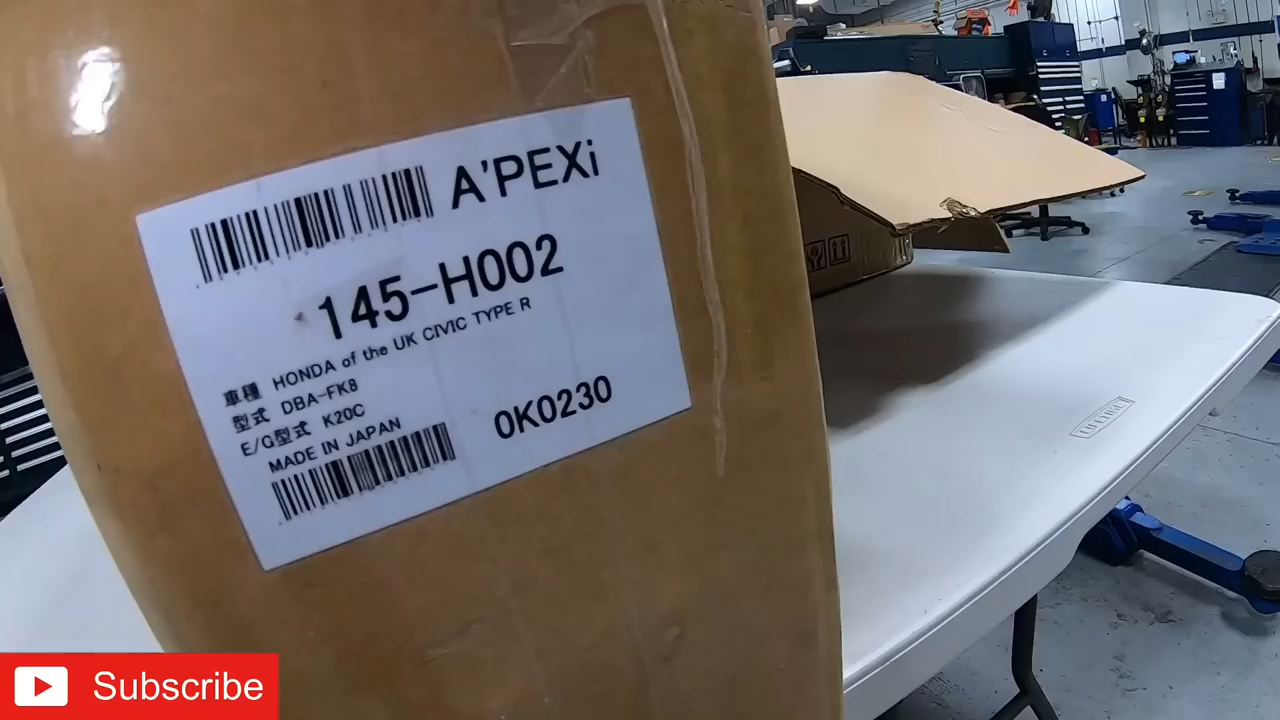 A'PEXi
145-H002
車種 HONDA of the UK CIVIC TYPE R
型式 DBA-FK8
E/G型式 K20C
MADE IN JAPAN
0K0230
LIFETIME
Subscribe